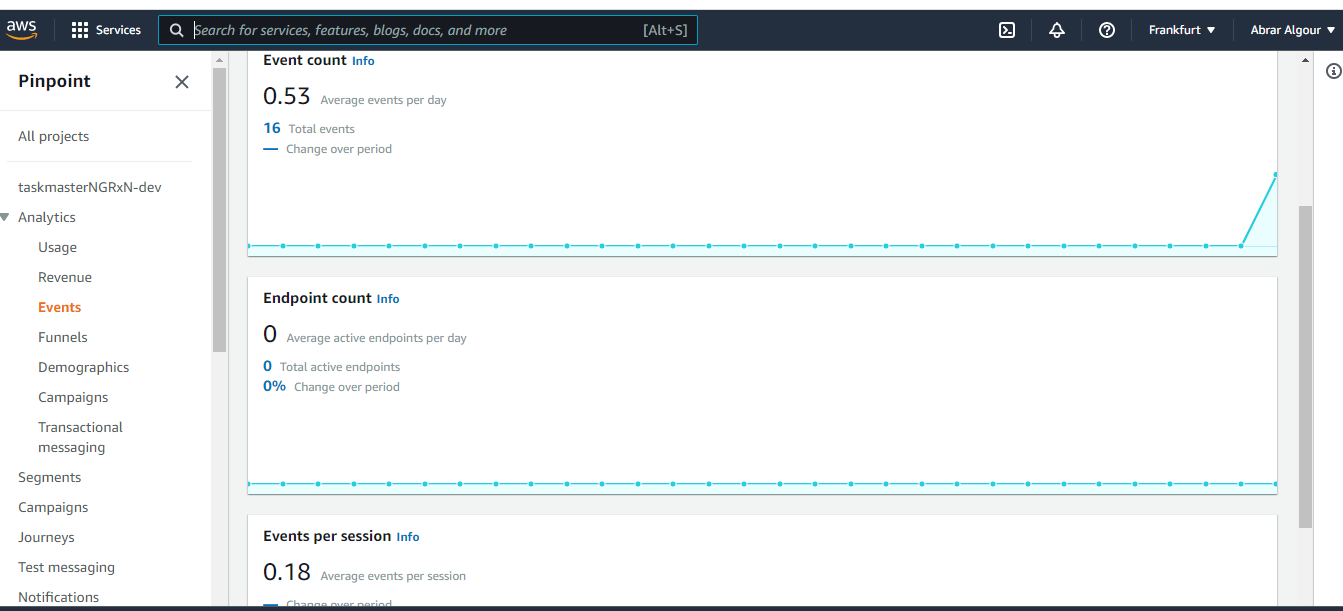 aws Services Search for services, features, blogs, docs, and more [Alt+S] Frankfurt ▼ Abrar Algour ▼
Pinpoint
All projects
taskmasterNGRxN-dev
Analytics
Usage
Revenue
Events
Funnels
Demographics
Campaigns
Transactional
messaging
Segments
Campaigns
Journeys
Test messaging
Notifications
Event count Info
0.53 Average events per day
16 Total events
— Change over period
Endpoint count Info
0 Average active endpoints per day
0 Total active endpoints
0% Change over period
Events per session Info
0.18 Average events per session
— Change over period